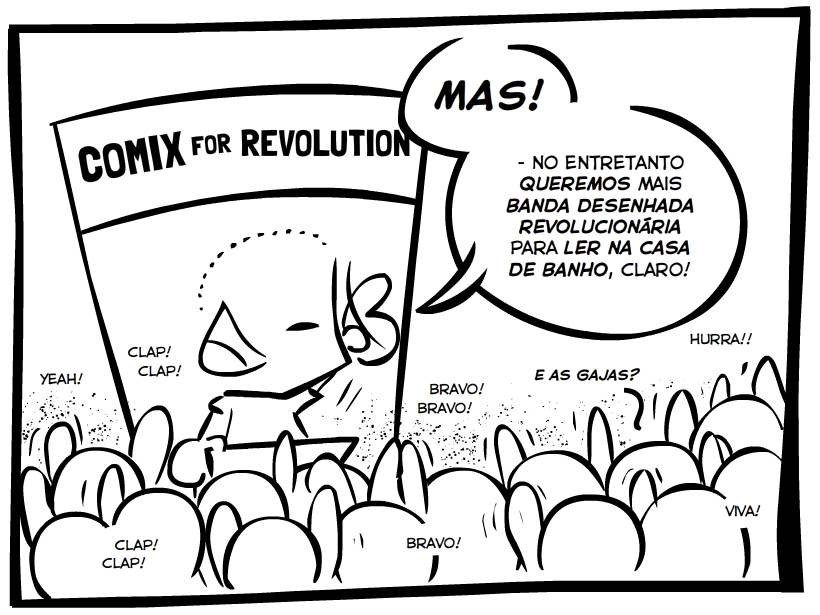 MAS!
COMIX FOR REVOLUTION
- NO ENTRETANTO
QUEREMOS MAIS
BANDA DESENHADA
REVOLUCIONÁRIA
PARA LER NA CASA
DE BANHO, CLARO!
HURRA!!
CLAP!
CLAP!
YEAH!
E AS GAJAS?
BRAVO!
BRAVO!
VIVA!
CLAP!
CLAP!
BRAVO!